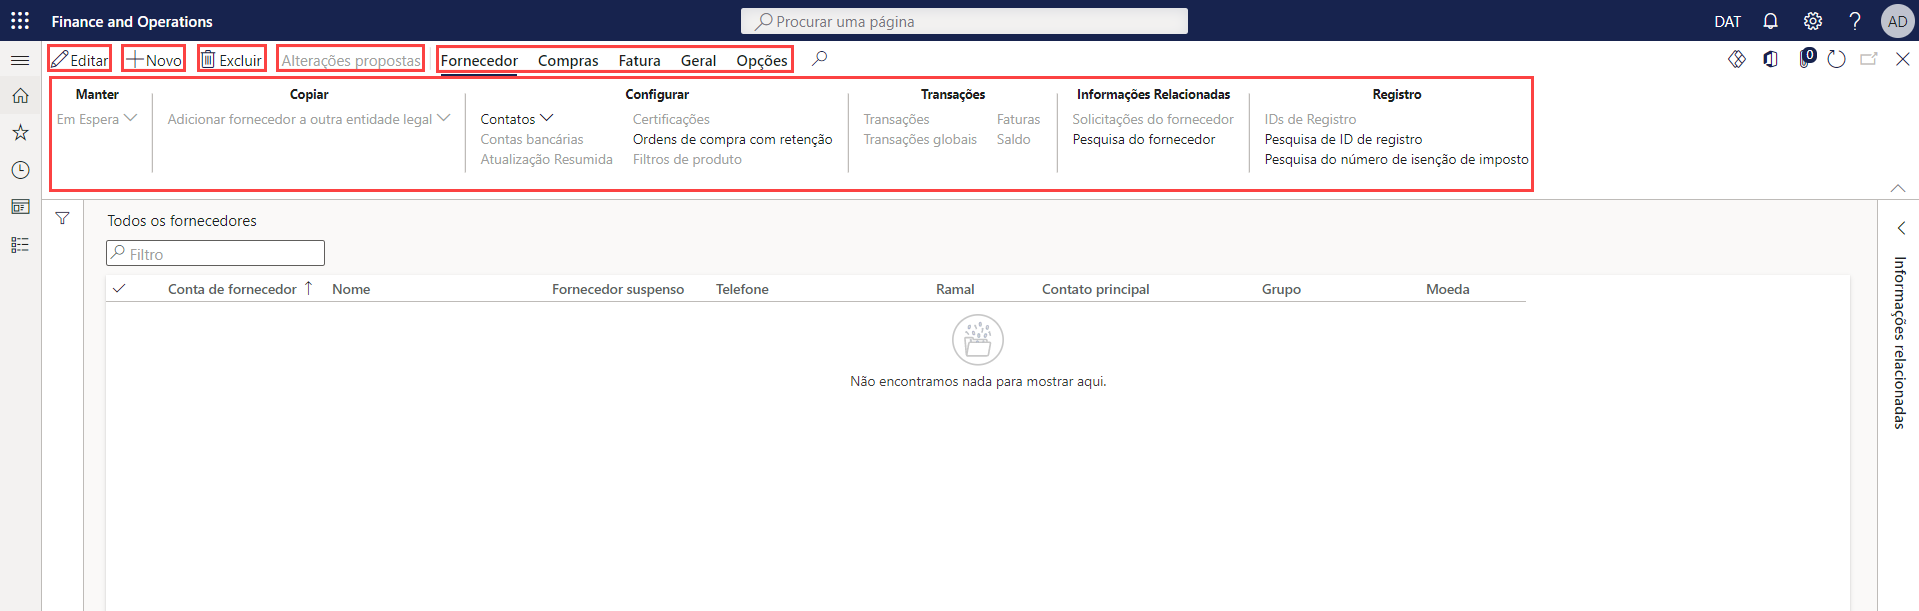 Finance and Operations
Procurar uma página
DAT
AD
Editar
Novo
Excluir
Alterações propostas
Fornecedor
Compras
Fatura
Geral
Opções
0
Manter
Em Espera
Copiar
Adicionar fornecedor a outra entidade legal
Configurar
Contatos
Contas bancárias
Atualização Resumida
Certificações
Ordens de compra com retenção
Filtros de produto
Transações
Transações
Transações globais
Faturas
Saldo
Informações Relacionadas
Solicitações do fornecedor
Pesquisa do fornecedor
Registro
IDs de Registro
Pesquisa de ID de registro
Pesquisa do número de isenção de imposto
Todos os fornecedores
Filtro
Conta de fornecedor
Nome
Fornecedor suspenso
Telefone
Ramal
Contato principal
Grupo
Moeda
Não encontramos nada para mostrar aqui.
Informações relacionadas